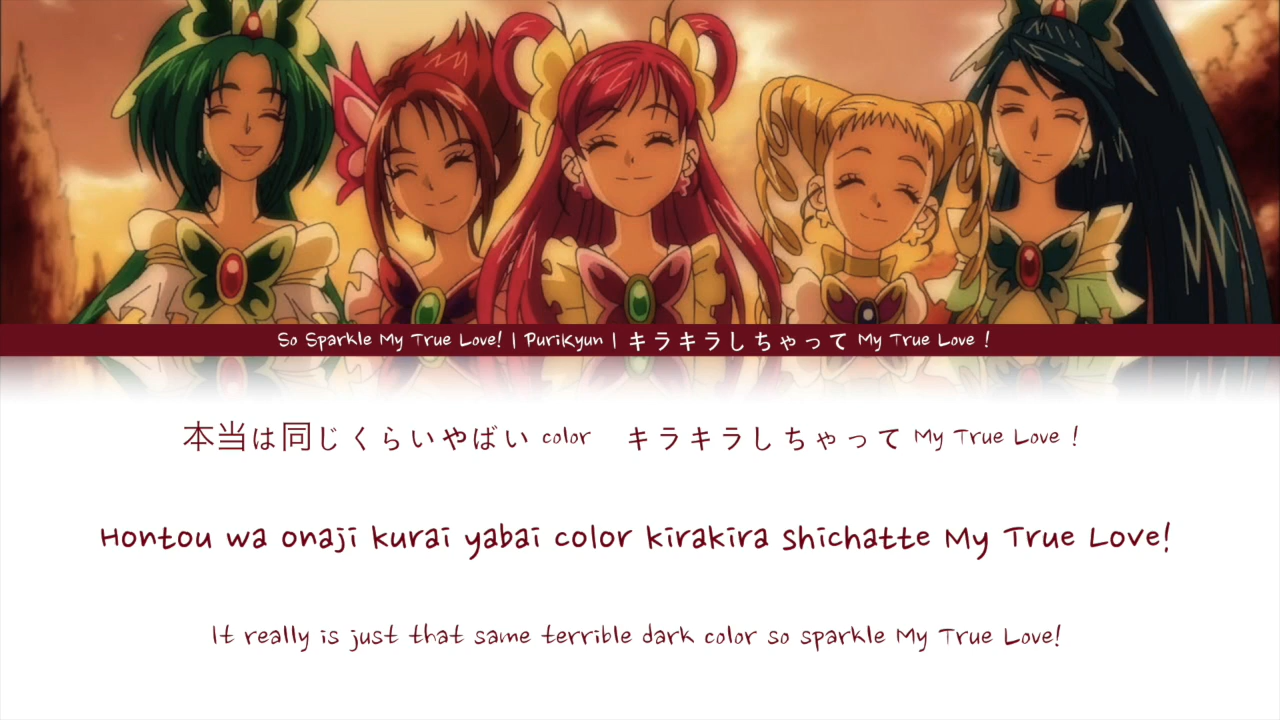 So Sparkle My True Love! | PuriKyun | キラキラしちゃって My True Love !
本当は同じくらいやばい color　キラキラしちゃって My True Love !
Hontou wa onaji kurai yabai color kirakira shichatte My True Love!
It really is just that same terrible dark color so sparkle My True Love!